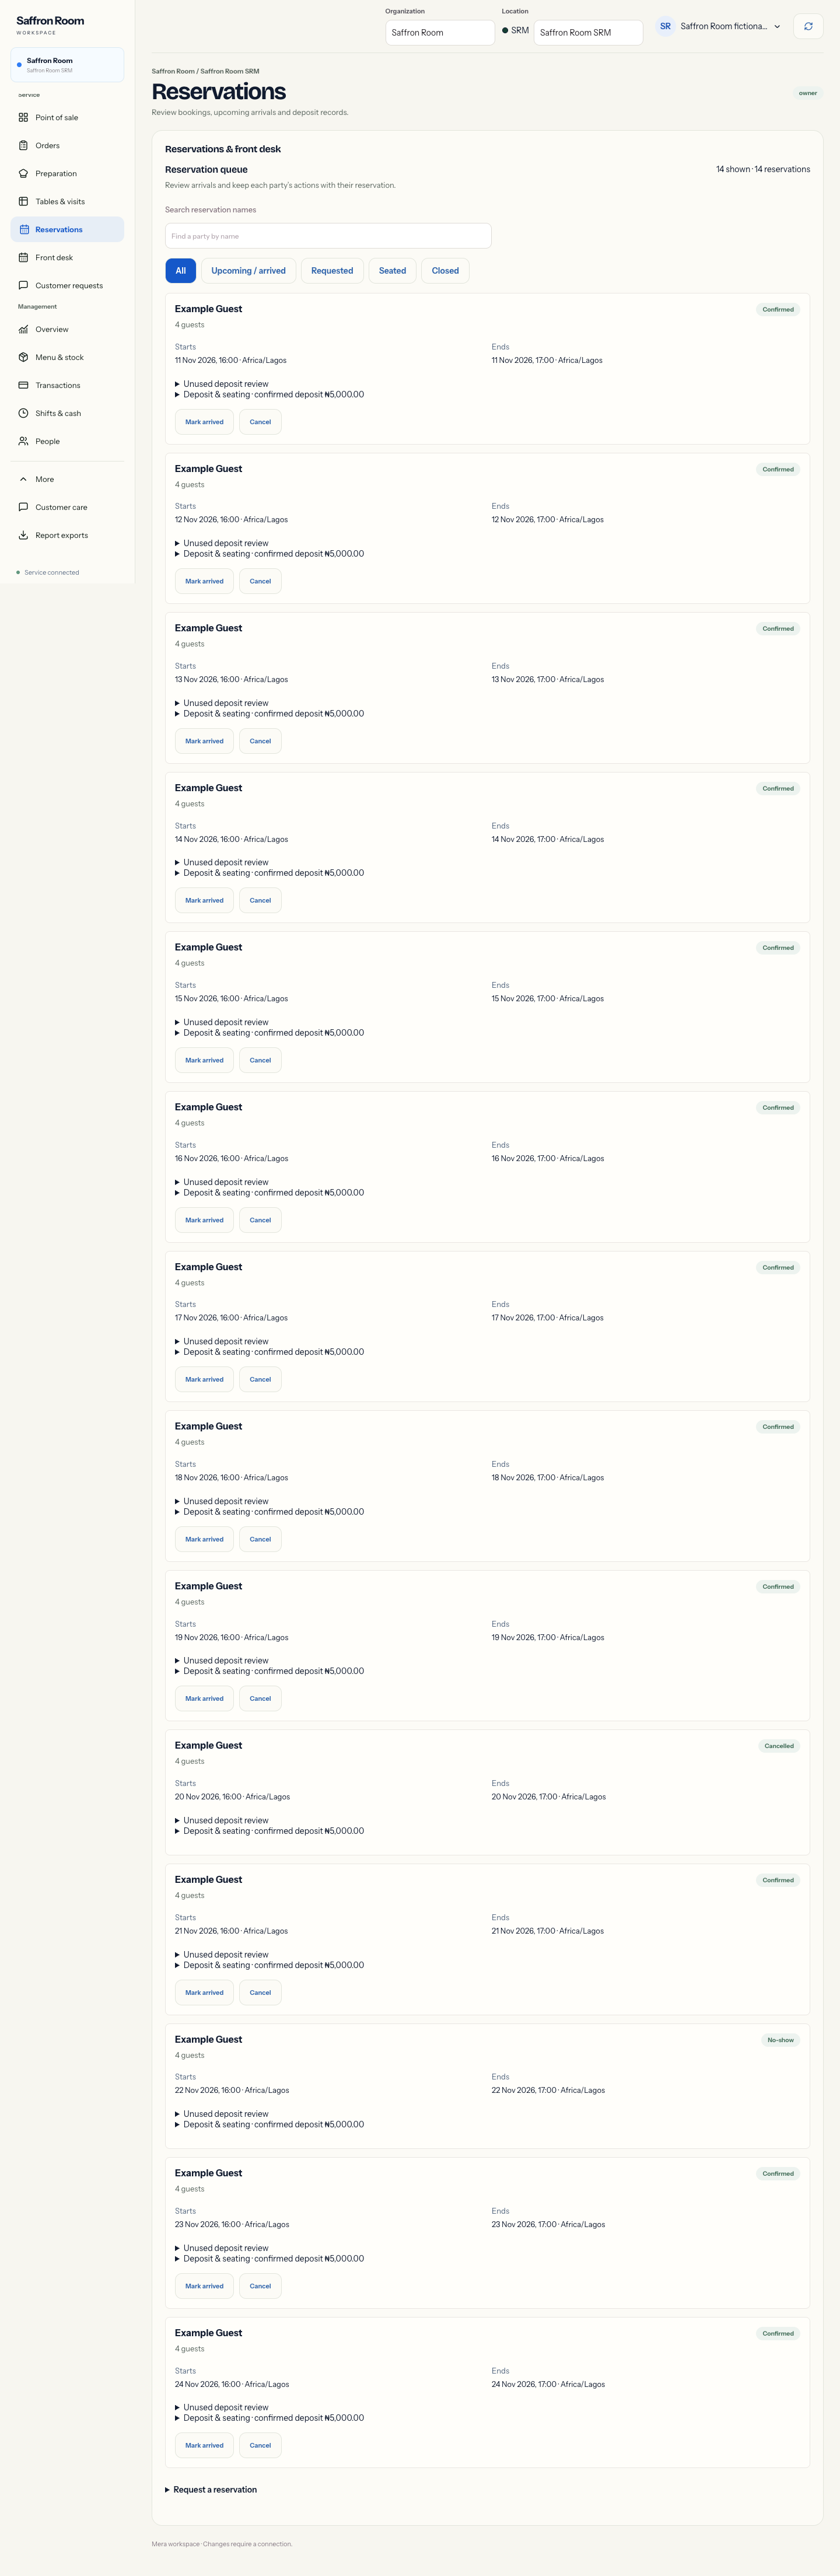 Saffron Room
WORKSPACE
Saffron Room
Saffron Room SRM
Service
Point of sale
Orders
Preparation
Tables & visits
Reservations
Front desk
Customer requests
Management
Overview
Menu & stock
Transactions
Shifts & cash
People
More
Customer care
Report exports
Service connected
Organization
Saffron Room
Location
SRM
Saffron Room SRM
SR Saffron Room fictiona...
Saffron Room / Saffron Room SRM
Reservations
owner
Review bookings, upcoming arrivals and deposit records.
Reservations & front desk
Reservation queue
14 shown · 14 reservations
Review arrivals and keep each party's actions with their reservation.
Search reservation names
Find a party by name
All Upcoming / arrived Requested Seated Closed
Example Guest Confirmed
4 guests
Starts Ends
11 Nov 2026, 16:00 · Africa/Lagos 11 Nov 2026, 17:00 · Africa/Lagos
Unused deposit review
Deposit & seating · confirmed deposit ₦5,000.00
Mark arrived Cancel
Example Guest Confirmed
4 guests
Starts Ends
12 Nov 2026, 16:00 · Africa/Lagos 12 Nov 2026, 17:00 · Africa/Lagos
Unused deposit review
Deposit & seating · confirmed deposit ₦5,000.00
Mark arrived Cancel
Example Guest Confirmed
4 guests
Starts Ends
13 Nov 2026, 16:00 · Africa/Lagos 13 Nov 2026, 17:00 · Africa/Lagos
Unused deposit review
Deposit & seating · confirmed deposit ₦5,000.00
Mark arrived Cancel
Example Guest Confirmed
4 guests
Starts Ends
14 Nov 2026, 16:00 · Africa/Lagos 14 Nov 2026, 17:00 · Africa/Lagos
Unused deposit review
Deposit & seating · confirmed deposit ₦5,000.00
Mark arrived Cancel
Example Guest Confirmed
4 guests
Starts Ends
15 Nov 2026, 16:00 · Africa/Lagos 15 Nov 2026, 17:00 · Africa/Lagos
Unused deposit review
Deposit & seating · confirmed deposit ₦5,000.00
Mark arrived Cancel
Example Guest Confirmed
4 guests
Starts Ends
16 Nov 2026, 16:00 · Africa/Lagos 16 Nov 2026, 17:00 · Africa/Lagos
Unused deposit review
Deposit & seating · confirmed deposit ₦5,000.00
Mark arrived Cancel
Example Guest Confirmed
4 guests
Starts Ends
17 Nov 2026, 16:00 · Africa/Lagos 17 Nov 2026, 17:00 · Africa/Lagos
Unused deposit review
Deposit & seating · confirmed deposit ₦5,000.00
Mark arrived Cancel
Example Guest Confirmed
4 guests
Starts Ends
18 Nov 2026, 16:00 · Africa/Lagos 18 Nov 2026, 17:00 · Africa/Lagos
Unused deposit review
Deposit & seating · confirmed deposit ₦5,000.00
Mark arrived Cancel
Example Guest Confirmed
4 guests
Starts Ends
19 Nov 2026, 16:00 · Africa/Lagos 19 Nov 2026, 17:00 · Africa/Lagos
Unused deposit review
Deposit & seating · confirmed deposit ₦5,000.00
Mark arrived Cancel
Example Guest Cancelled
4 guests
Starts Ends
20 Nov 2026, 16:00 · Africa/Lagos 20 Nov 2026, 17:00 · Africa/Lagos
Unused deposit review
Deposit & seating · confirmed deposit ₦5,000.00
Example Guest Confirmed
4 guests
Starts Ends
21 Nov 2026, 16:00 · Africa/Lagos 21 Nov 2026, 17:00 · Africa/Lagos
Unused deposit review
Deposit & seating · confirmed deposit ₦5,000.00
Mark arrived Cancel
Example Guest No-show
4 guests
Starts Ends
22 Nov 2026, 16:00 · Africa/Lagos 22 Nov 2026, 17:00 · Africa/Lagos
Unused deposit review
Deposit & seating · confirmed deposit ₦5,000.00
Example Guest Confirmed
4 guests
Starts Ends
23 Nov 2026, 16:00 · Africa/Lagos 23 Nov 2026, 17:00 · Africa/Lagos
Unused deposit review
Deposit & seating · confirmed deposit ₦5,000.00
Mark arrived Cancel
Example Guest Confirmed
4 guests
Starts Ends
24 Nov 2026, 16:00 · Africa/Lagos 24 Nov 2026, 17:00 · Africa/Lagos
Unused deposit review
Deposit & seating · confirmed deposit ₦5,000.00
Mark arrived Cancel
Request a reservation
Mera workspace · Changes require a connection.